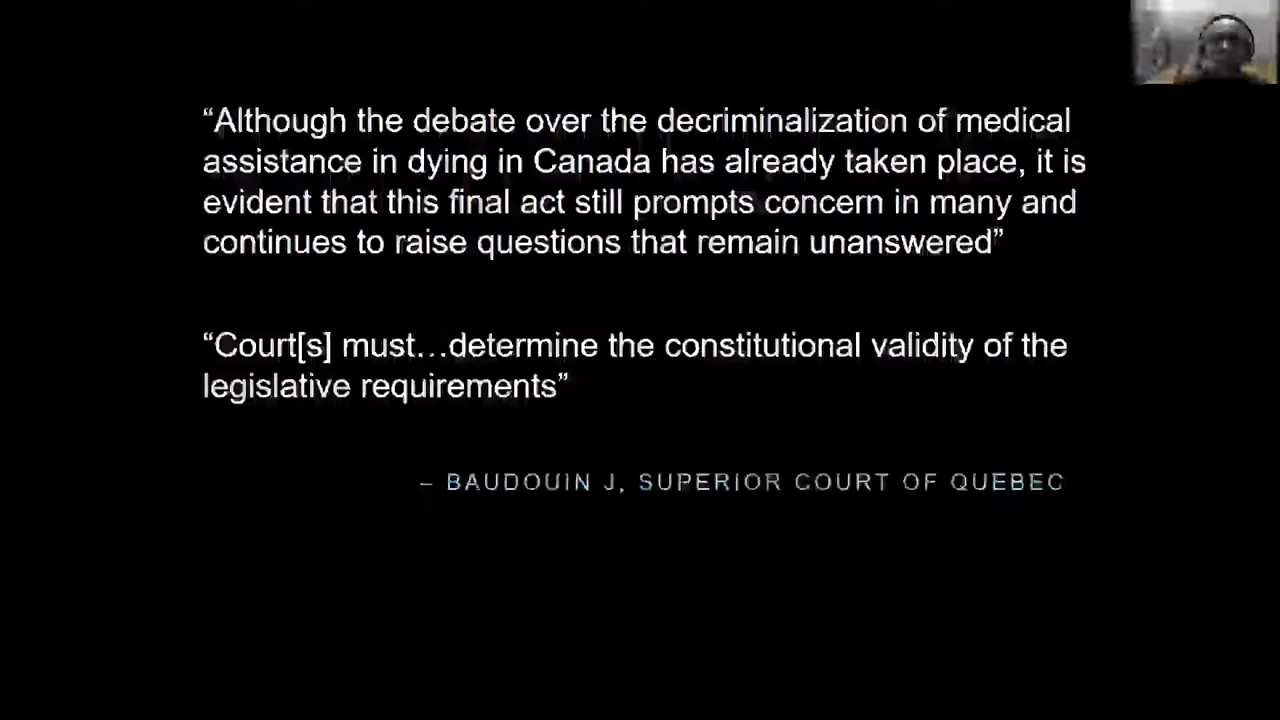 “Although the debate over the decriminalization of medical
assistance in dying in Canada has already taken place, it is
evident that this final act still prompts concern in many and
continues to raise questions that remain unanswered”
“Court[s] must…determine the constitutional validity of the
legislative requirements”
– BAUDOUIN J, SUPERIOR COURT OF QUEBEC